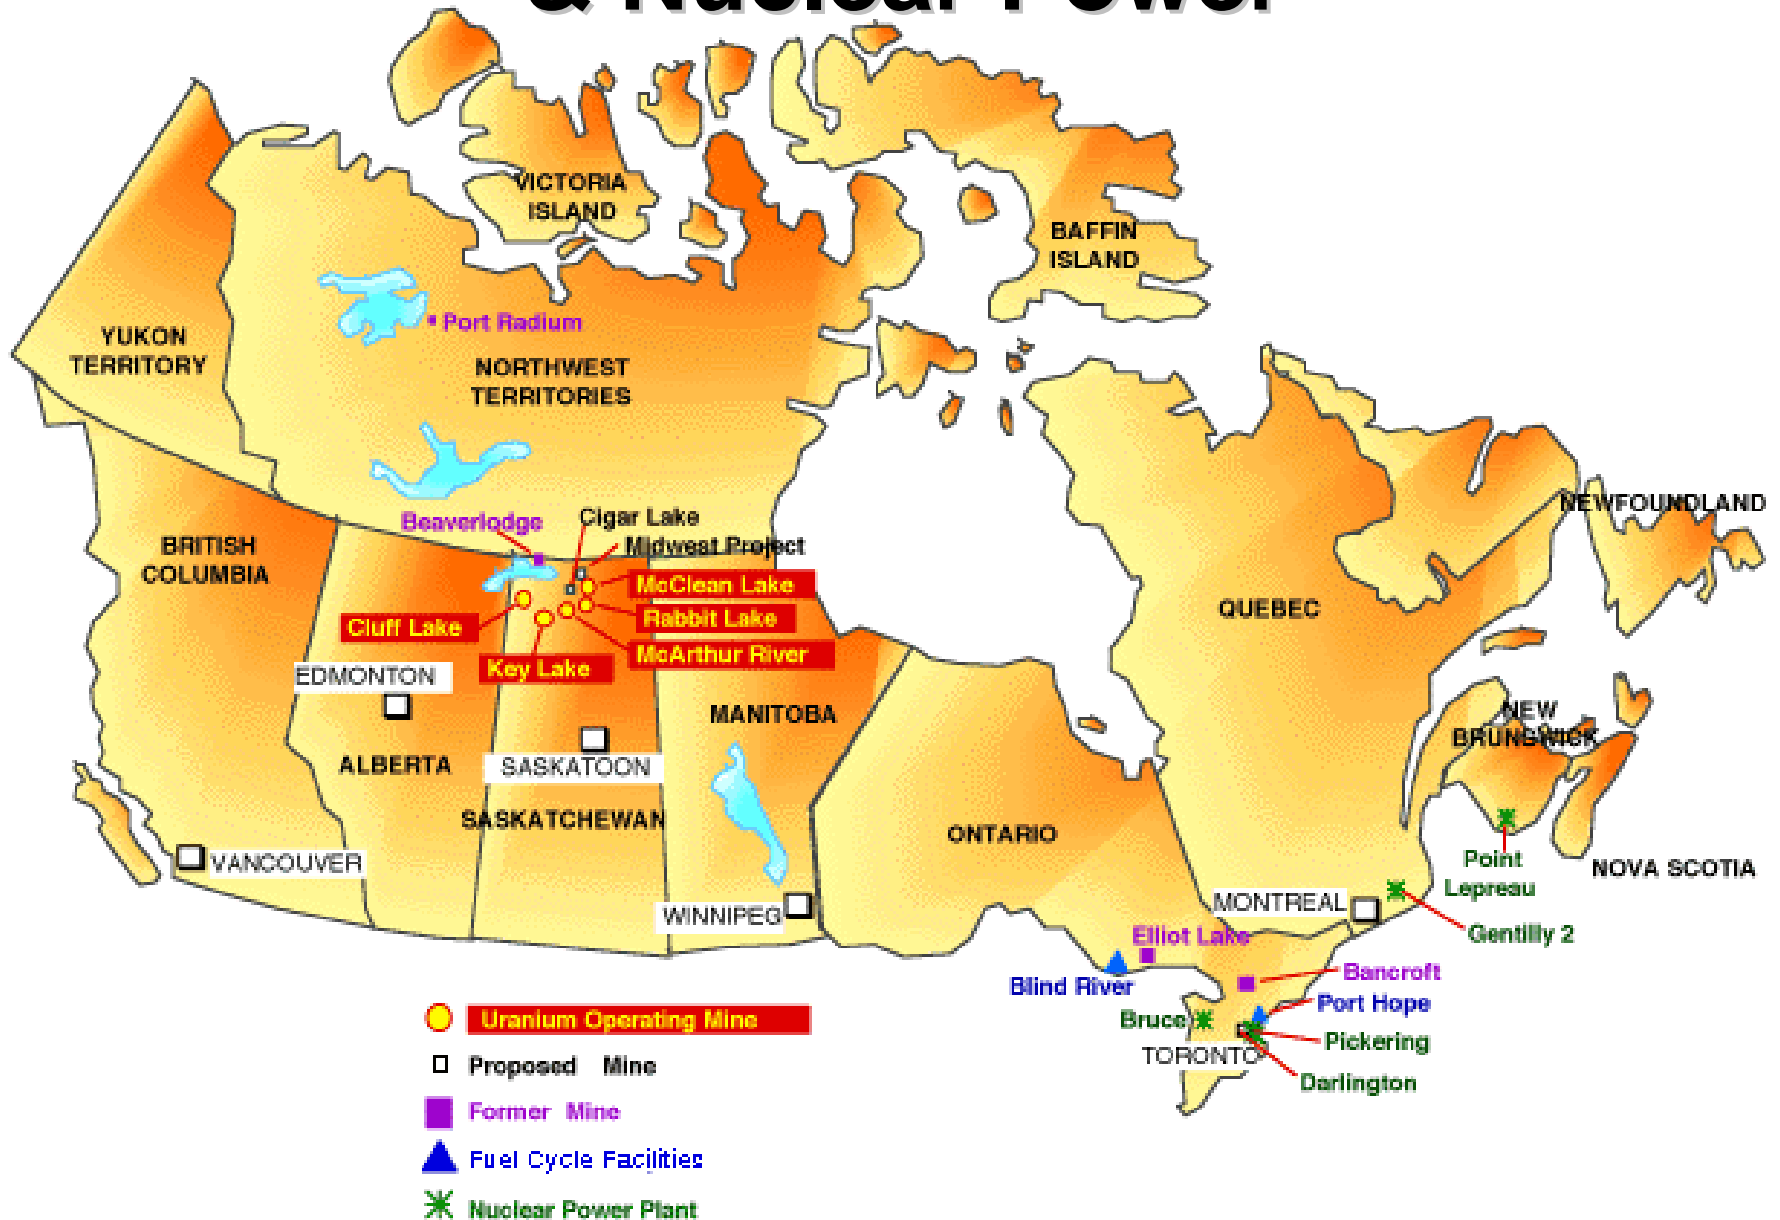 & Nuclear Power
VICTORIA
ISLAND
BAFFIN
ISLAND
Port Radium
YUKON
TERRITORY
NORTHWEST
TERRITORIES
NEWFOUNDLAND
Beaverlodge
Cigar Lake
Midwest Project
BRITISH
COLUMBIA
McClean Lake
Rabbit Lake
QUEBEC
Cluff Lake
McArthur River
Key Lake
EDMONTON
MANITOBA
NEW
BRUNSWICK
ALBERTA
SASKATOON
SASKATCHEWAN
ONTARIO
VANCOUVER
Point
Lepreau
NOVA SCOTIA
MONTREAL
WINNIPEG
Gentilly 2
Elliot Lake
Bancroft
Blind River
Port Hope
Bruce
Pickering
TORONTO
Darlington
Uranium Operating Mine
Proposed Mine
Former Mine
Fuel Cycle Facilities
Nuclear Power Plant